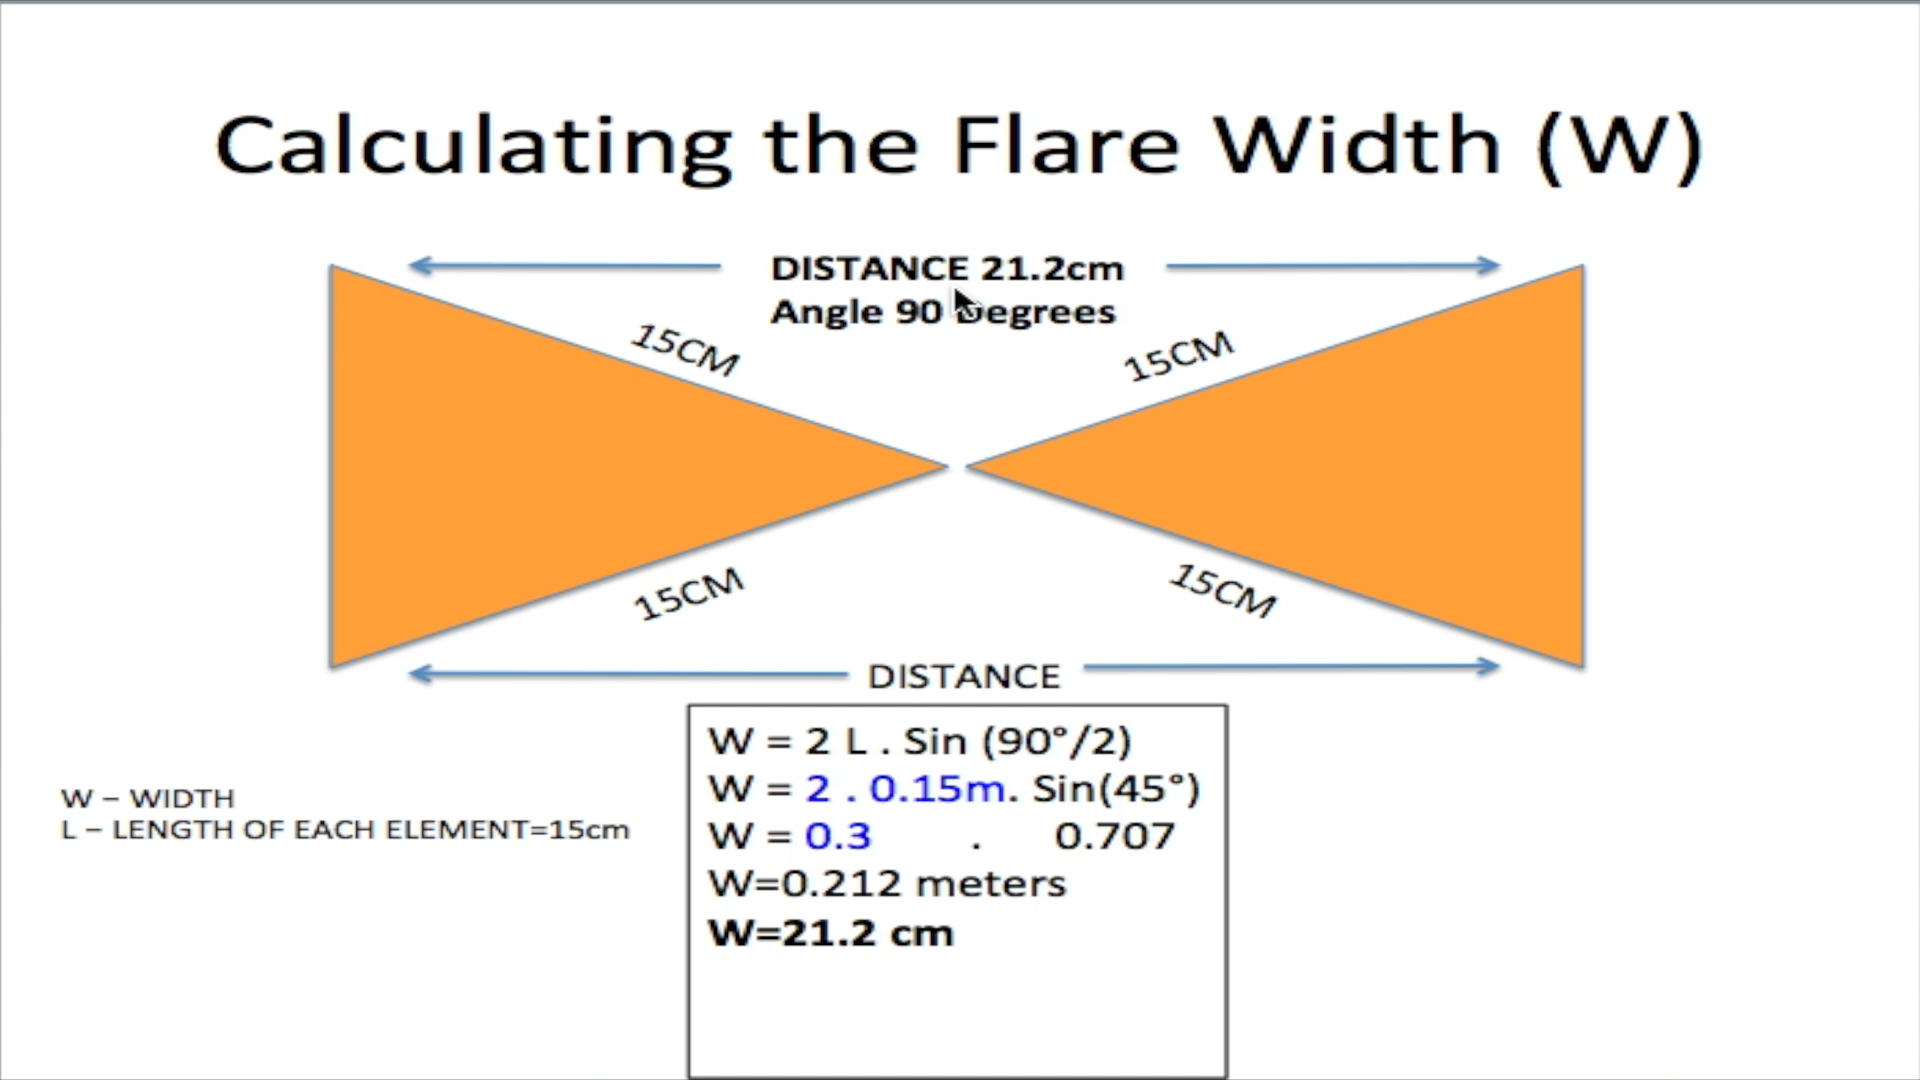 Calculating the Flare Width (W)
DISTANCE 21.2cm
Angle 90 Degrees
15CM
15CM
15CM
15CM
DISTANCE
W – WIDTH
L – LENGTH OF EACH ELEMENT=15cm
W = 2 L . Sin (90°/2)
W = 2 . 0.15m. Sin(45°)
W = 0.3 . 0.707
W=0.212 meters
W=21.2 cm